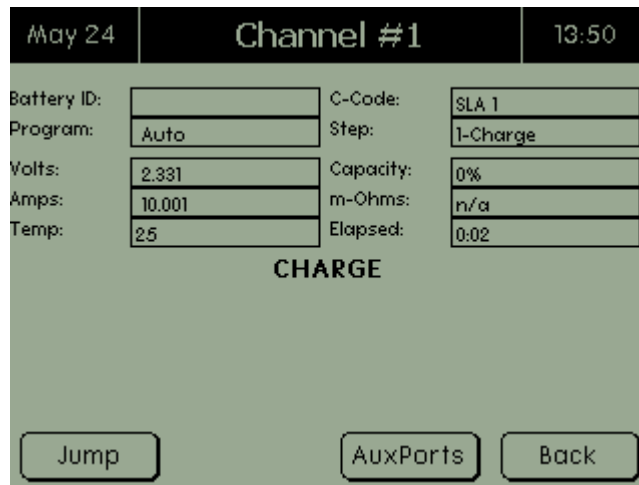 May 24 Channel #1 13:50
Battery ID: C-Code: SLA 1
Program: Auto Step: 1-Charge
Volts: 2.331 Capacity: 0%
Amps: 10.001 m-Ohms: n/a
Temp: 25 Elapsed: 0:02
CHARGE
Jump AuxPorts Back